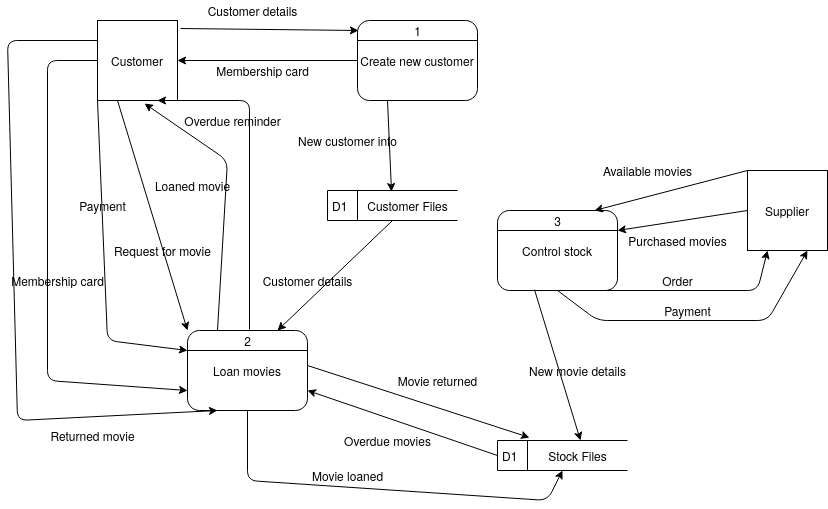 Customer details
1
Customer
Create new customer
Membership card
Overdue reminder
New customer info
Available movies
Loaned movie
Payment
D1
Customer Files
3
Supplier
Purchased movies
Request for movie
Control stock
Membership card
Customer details
Order
Payment
2
Loan movies
New movie details
Movie returned
Returned movie
Overdue movies
D1
Stock Files
Movie loaned